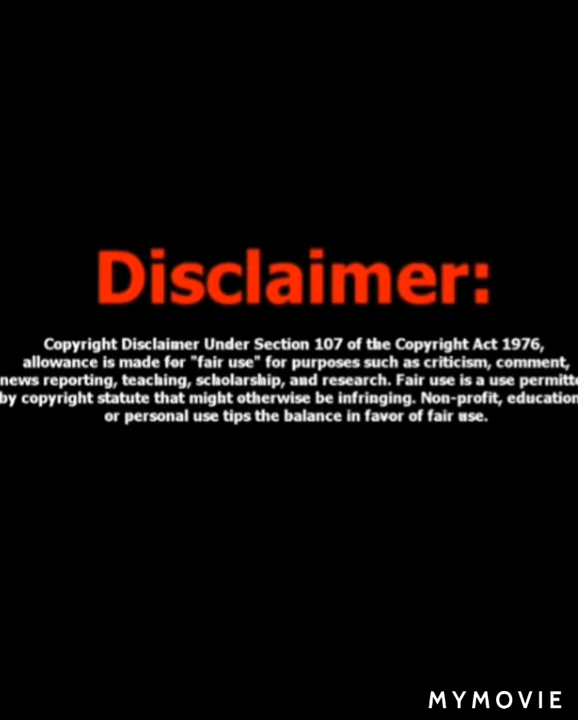 Disclaimer:
Copyright Disclaimer Under Section 107 of the Copyright Act 1976,
allowance is made for "fair use" for purposes such as criticism, comment,
news reporting, teaching, scholarship, and research. Fair use is a use permitte
by copyright statute that might otherwise be infringing. Non-profit, education
or personal use tips the balance in favor of fair use.
MYMOVIE